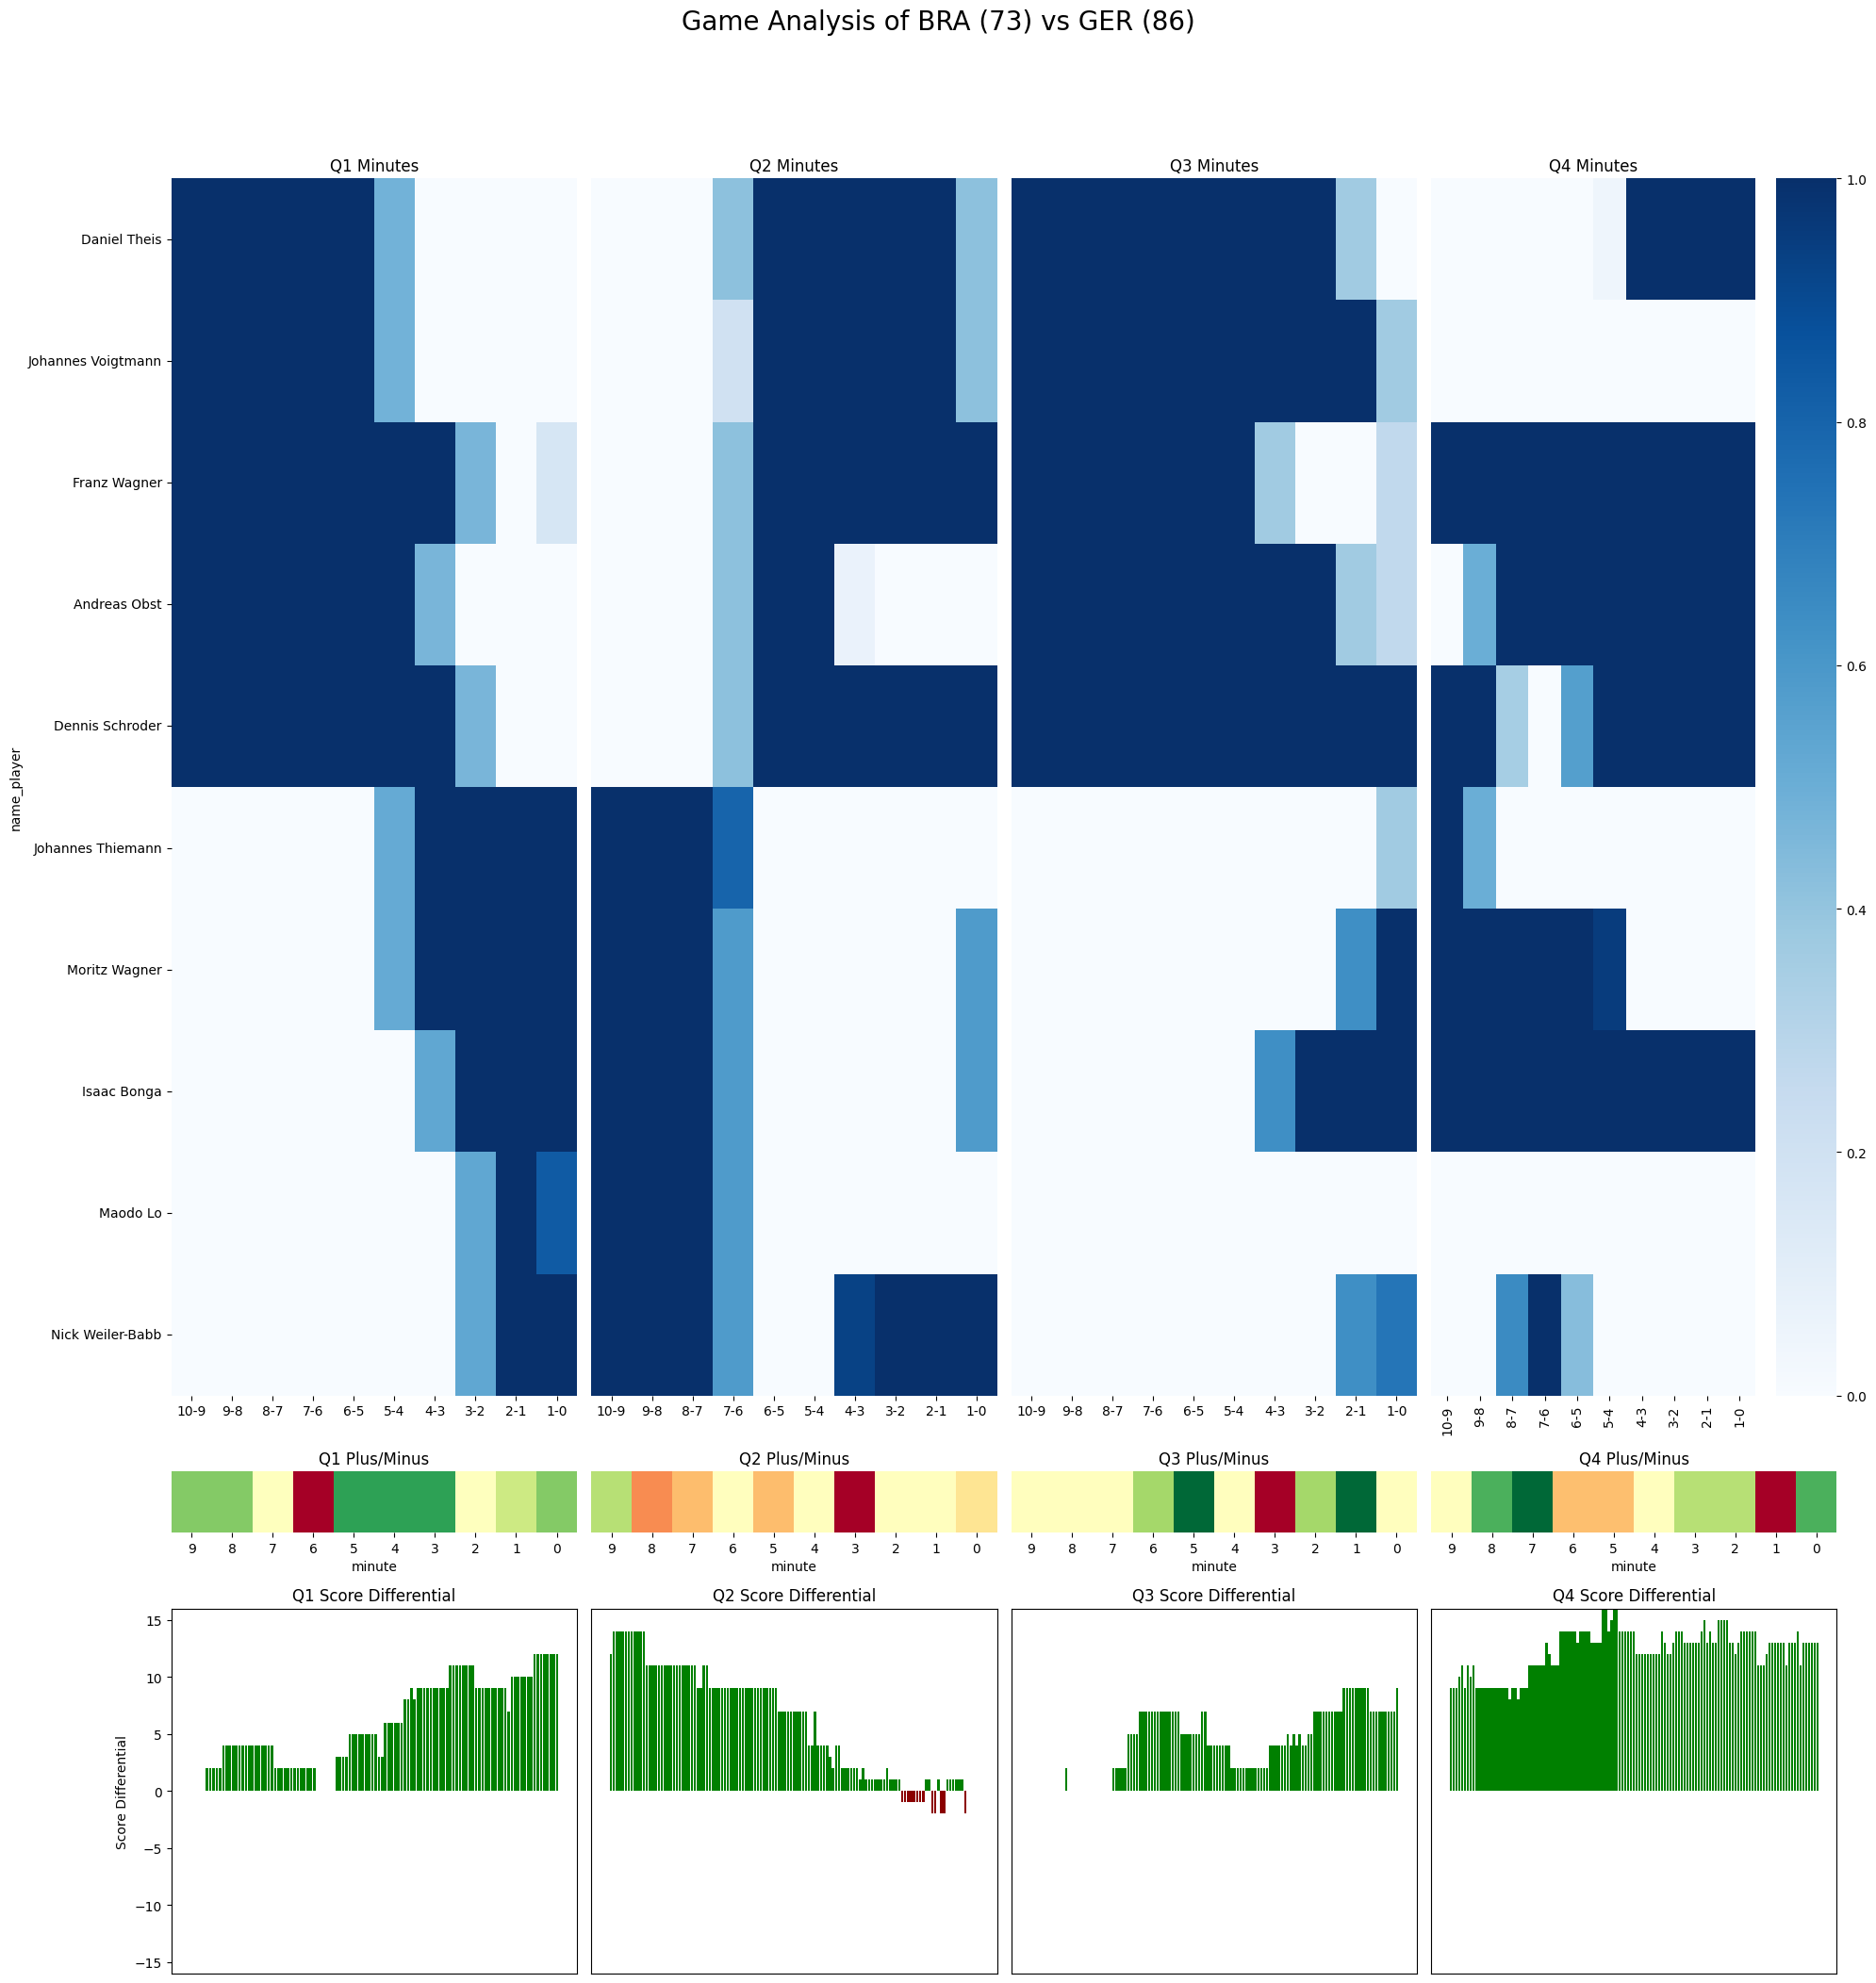 Game Analysis of BRA (73) vs GER (86)
Q1 Minutes Q2 Minutes Q3 Minutes Q4 Minutes
name_player
Daniel Theis
Johannes Voigtmann
Franz Wagner
Andreas Obst
Dennis Schroder
Johannes Thiemann
Moritz Wagner
Isaac Bonga
Maodo Lo
Nick Weiler-Babb
1.0
0.8
0.6
0.4
0.2
0.0
10-9 9-8 8-7 7-6 6-5 5-4 4-3 3-2 2-1 1-0
10-9 9-8 8-7 7-6 6-5 5-4 4-3 3-2 2-1 1-0
10-9 9-8 8-7 7-6 6-5 5-4 4-3 3-2 2-1 1-0
10-9 9-8 8-7 7-6 6-5 5-4 4-3 3-2 2-1 1-0
Q1 Plus/Minus Q2 Plus/Minus Q3 Plus/Minus Q4 Plus/Minus
9 8 7 6 5 4 3 2 1 0
9 8 7 6 5 4 3 2 1 0
9 8 7 6 5 4 3 2 1 0
9 8 7 6 5 4 3 2 1 0
minute minute minute minute
Q1 Score Differential Q2 Score Differential Q3 Score Differential Q4 Score Differential
Score Differential
15
10
5
0
−5
−10
−15